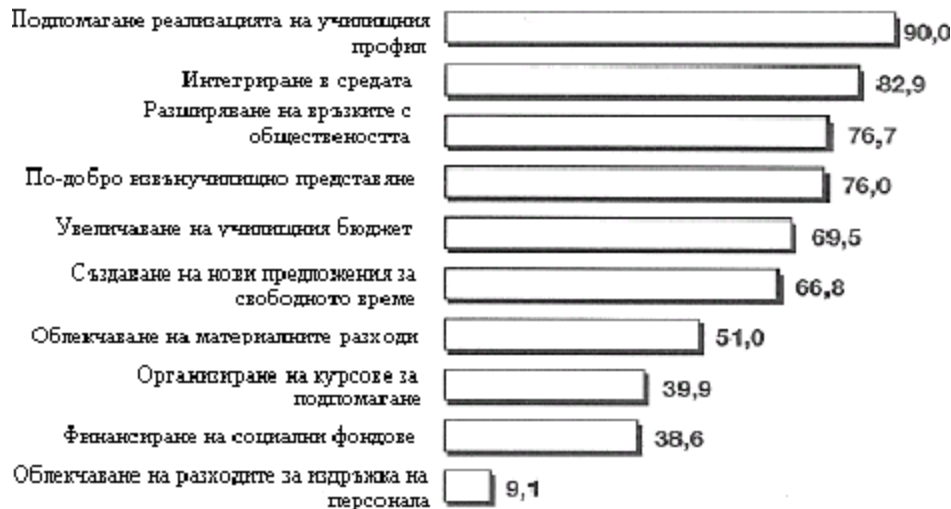 Подпомагане реализацията на училищния
профил
90,0
Интегриране в средата
82,9
Разширяване на връзките с
обществеността
76,7
По-добро извънучилищно представяне
76,0
Увеличаване на училищния бюджет
69,5
Създаване на нови предложения за
свободното време
66,8
Облекчаване на материалните разходи
51,0
Организиране на курсове за
подпомагане
39,9
Финансиране на социални фондове
38,6
Облекчаване на разходите за издръжка на
персонала
9,1